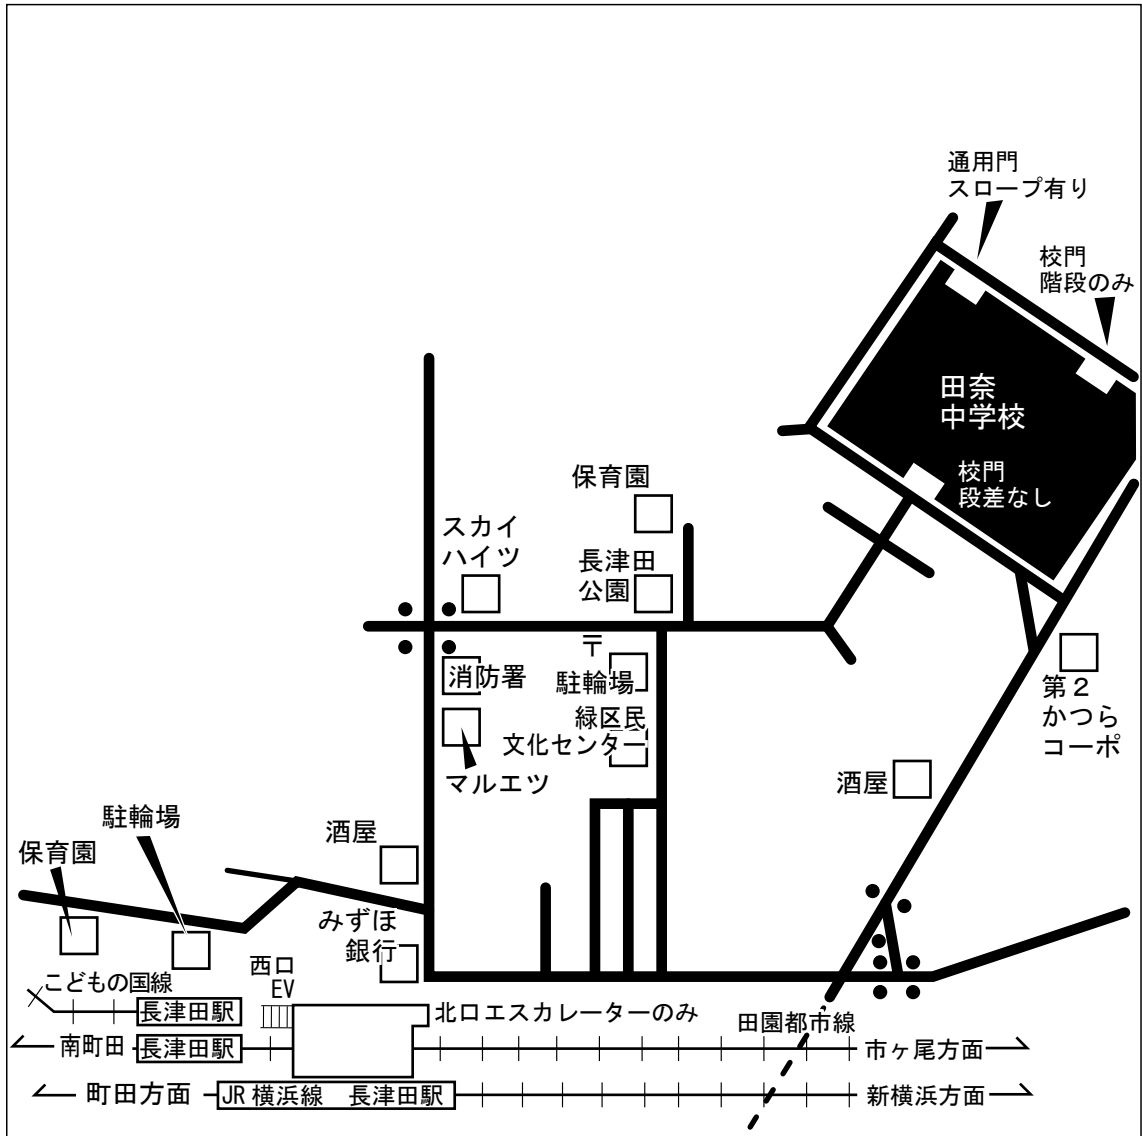 通用門
スロープ有り
校門
階段のみ
田奈
中学校
校門
段差なし
保育園
スカイ
ハイツ
長津田
公園
〒
消防署
駐輪場
緑区民
文化センター
マルエツ
第２
かつら
コーポ
酒屋
駐輪場
酒屋
保育園
みずほ
銀行
西口
EV
こどもの国線
長津田駅
北口エスカレーターのみ
田園都市線
南町田
長津田駅
市ヶ尾方面
町田方面
JR 横浜線　長津田駅
新横浜方面